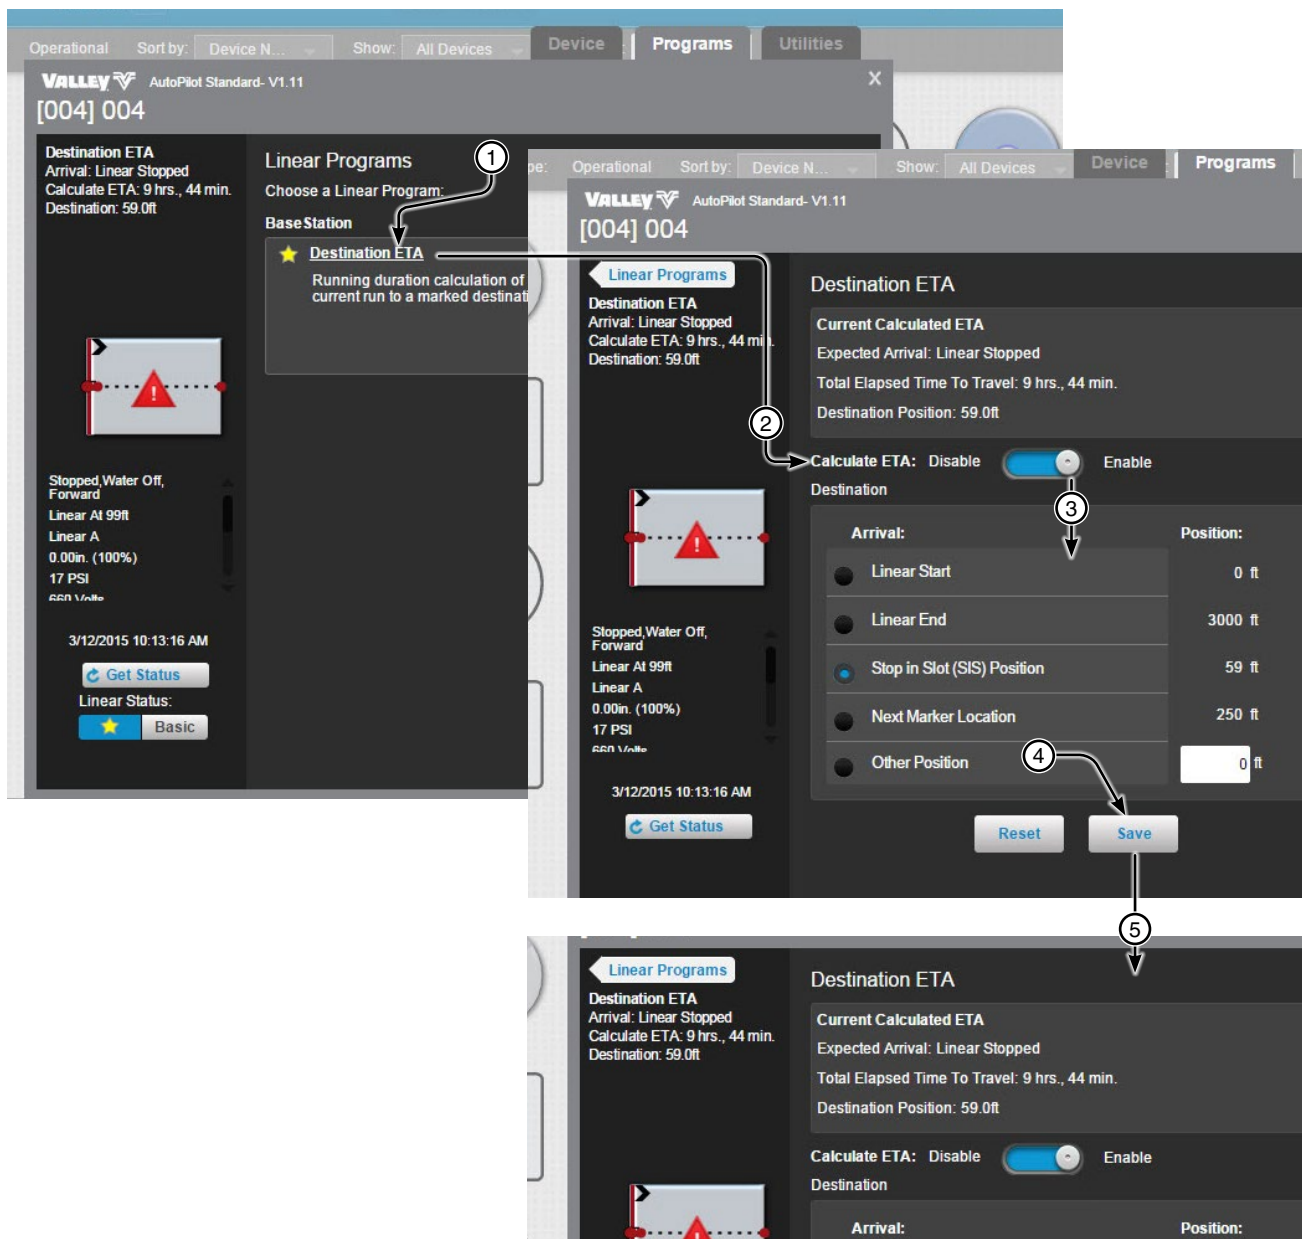 Operational Sort by: Device N... Show: All Devices Device Programs Utilities
VALLEY AutoPilot Standard- V1.11 X
[004] 004
Destination ETA
Arrival: Linear Stopped
Calculate ETA: 9 hrs., 44 min.
Destination: 59.0ft
Linear Programs
Choose a Linear Program:
BaseStation
Destination ETA
Running duration calculation of
current run to a marked
1
Stopped,Water Off,
Forward
Linear At 99ft
Linear A
0.00in. (100%)
17 PSI
660 Volts
3/12/2015 10:13:16 AM
Get Status
Linear Status:
Basic
Operational Sort by: Device N... Show: All Devices Device Programs
VALLEY AutoPilot Standard- V1.11
[004] 004
Linear Programs
Destination ETA
Arrival: Linear Stopped
Calculate ETA: 9 hrs., 44 min.
Destination: 59.0ft
Destination ETA
Current Calculated ETA
Expected Arrival: Linear Stopped
Total Elapsed Time To Travel: 9 hrs., 44 min.
Destination Position: 59.0ft
2
Calculate ETA: Disable Enable
Destination
3
Arrival: Position:
Linear Start 0 ft
Linear End 3000 ft
Stop in Slot (SIS) Position 59 ft
Next Marker Location 250 ft
Other Position 0 ft
4
Reset Save
Stopped,Water Off,
Forward
Linear At 99ft
Linear A
0.00in. (100%)
17 PSI
660 Volts
3/12/2015 10:13:16 AM
Get Status
5
Linear Programs
Destination ETA
Arrival: Linear Stopped
Calculate ETA: 9 hrs., 44 min.
Destination: 59.0ft
Destination ETA
Current Calculated ETA
Expected Arrival: Linear Stopped
Total Elapsed Time To Travel: 9 hrs., 44 min.
Destination Position: 59.0ft
Calculate ETA: Disable Enable
Destination
Arrival: Position: